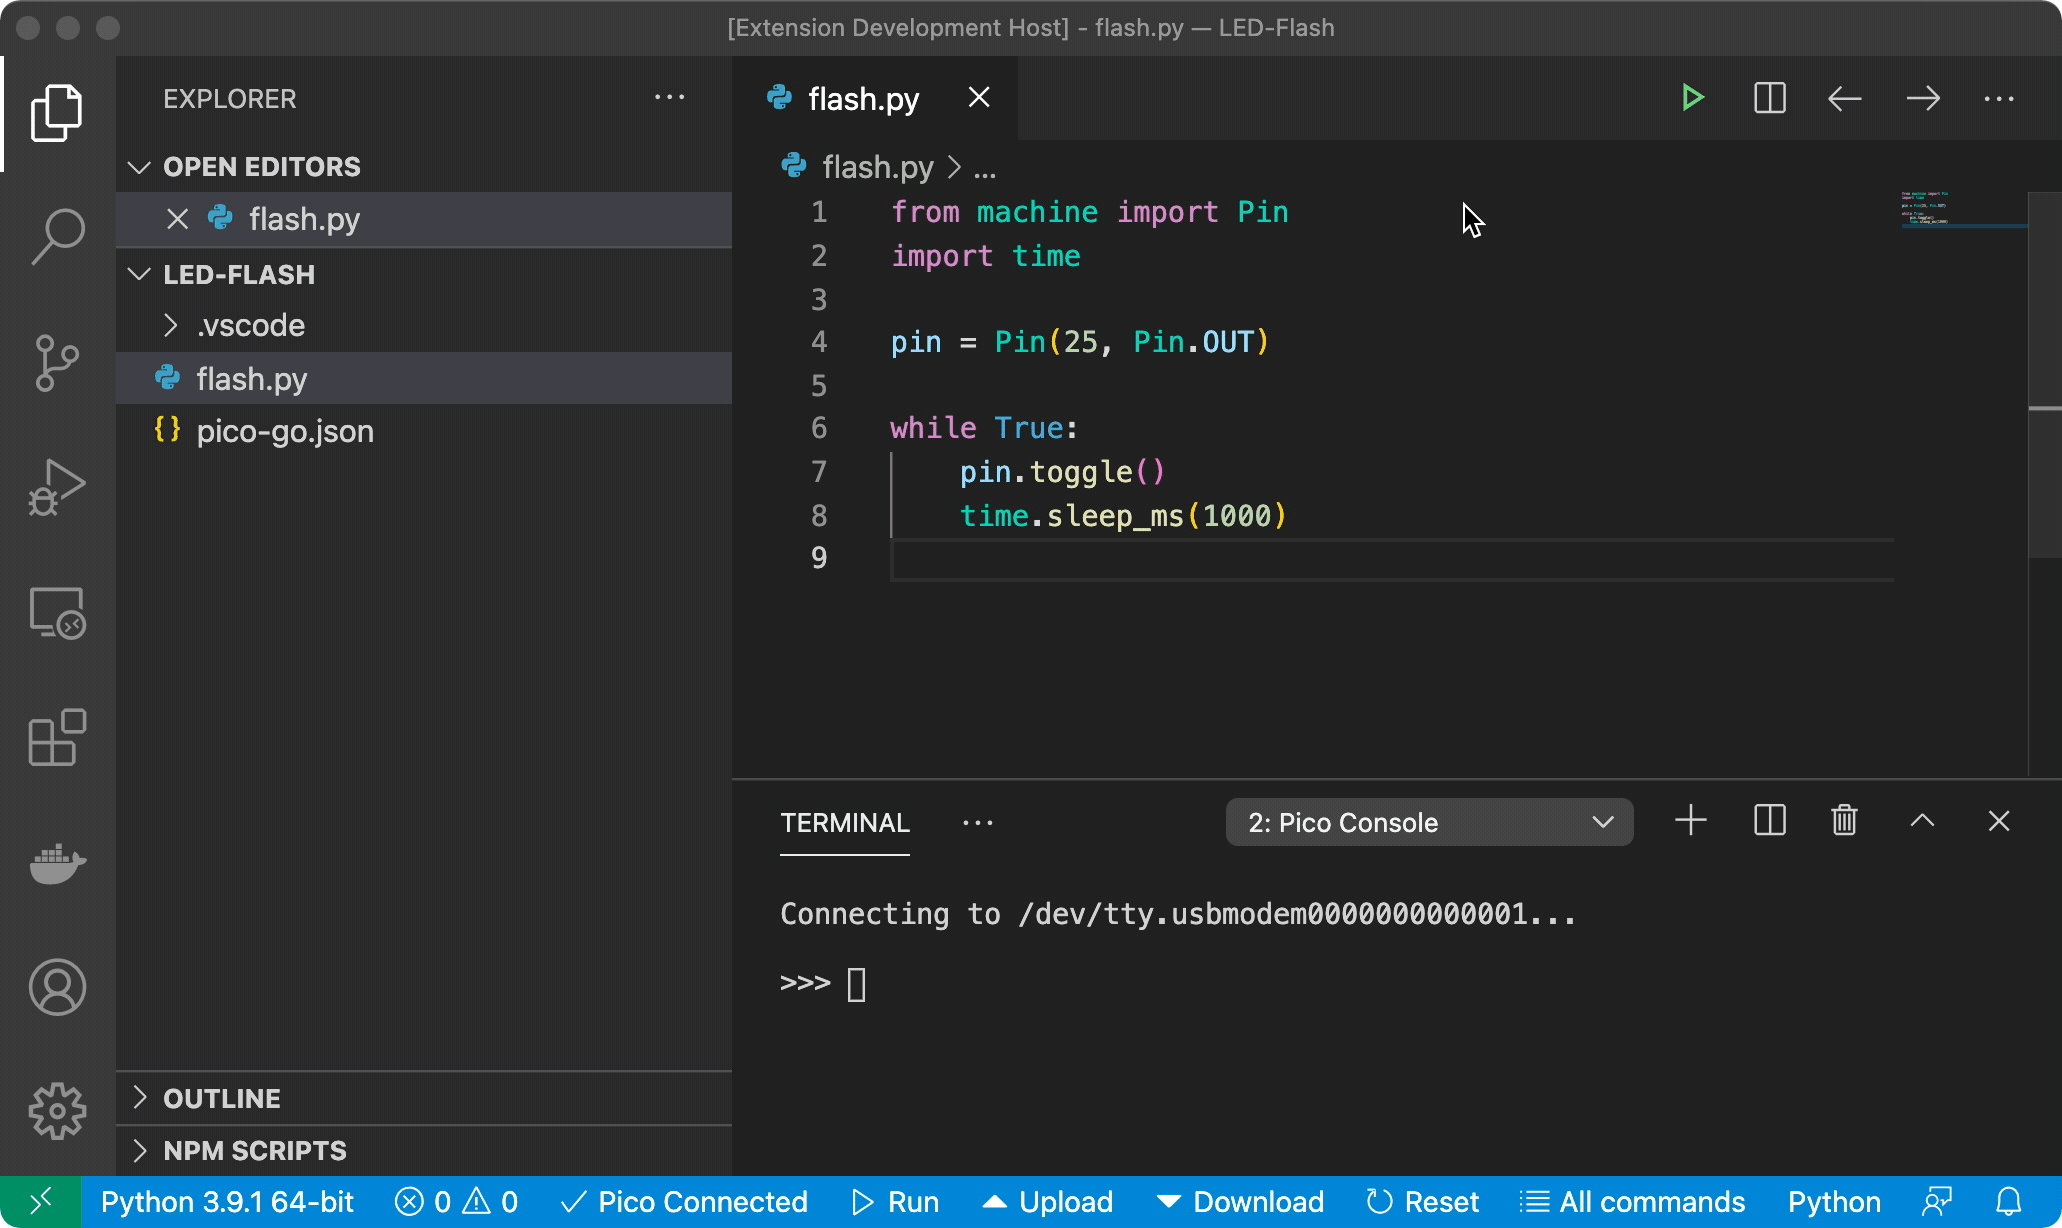 [Extension Development Host] - flash.py — LED-Flash
EXPLORER
OPEN EDITORS
flash.py
LED-FLASH
.vscode
flash.py
{} pico-go.json
OUTLINE
NPM SCRIPTS
flash.py
flash.py > ...
1 from machine import Pin
2 import time
3
4 pin = Pin(25, Pin.OUT)
5
6 while True:
7     pin.toggle()
8     time.sleep_ms(1000)
9
TERMINAL
2: Pico Console
Connecting to /dev/tty.usbmodem0000000000001...
>>>
Python 3.9.1 64-bit 0 0 Pico Connected Run Upload Download Reset All commands Python